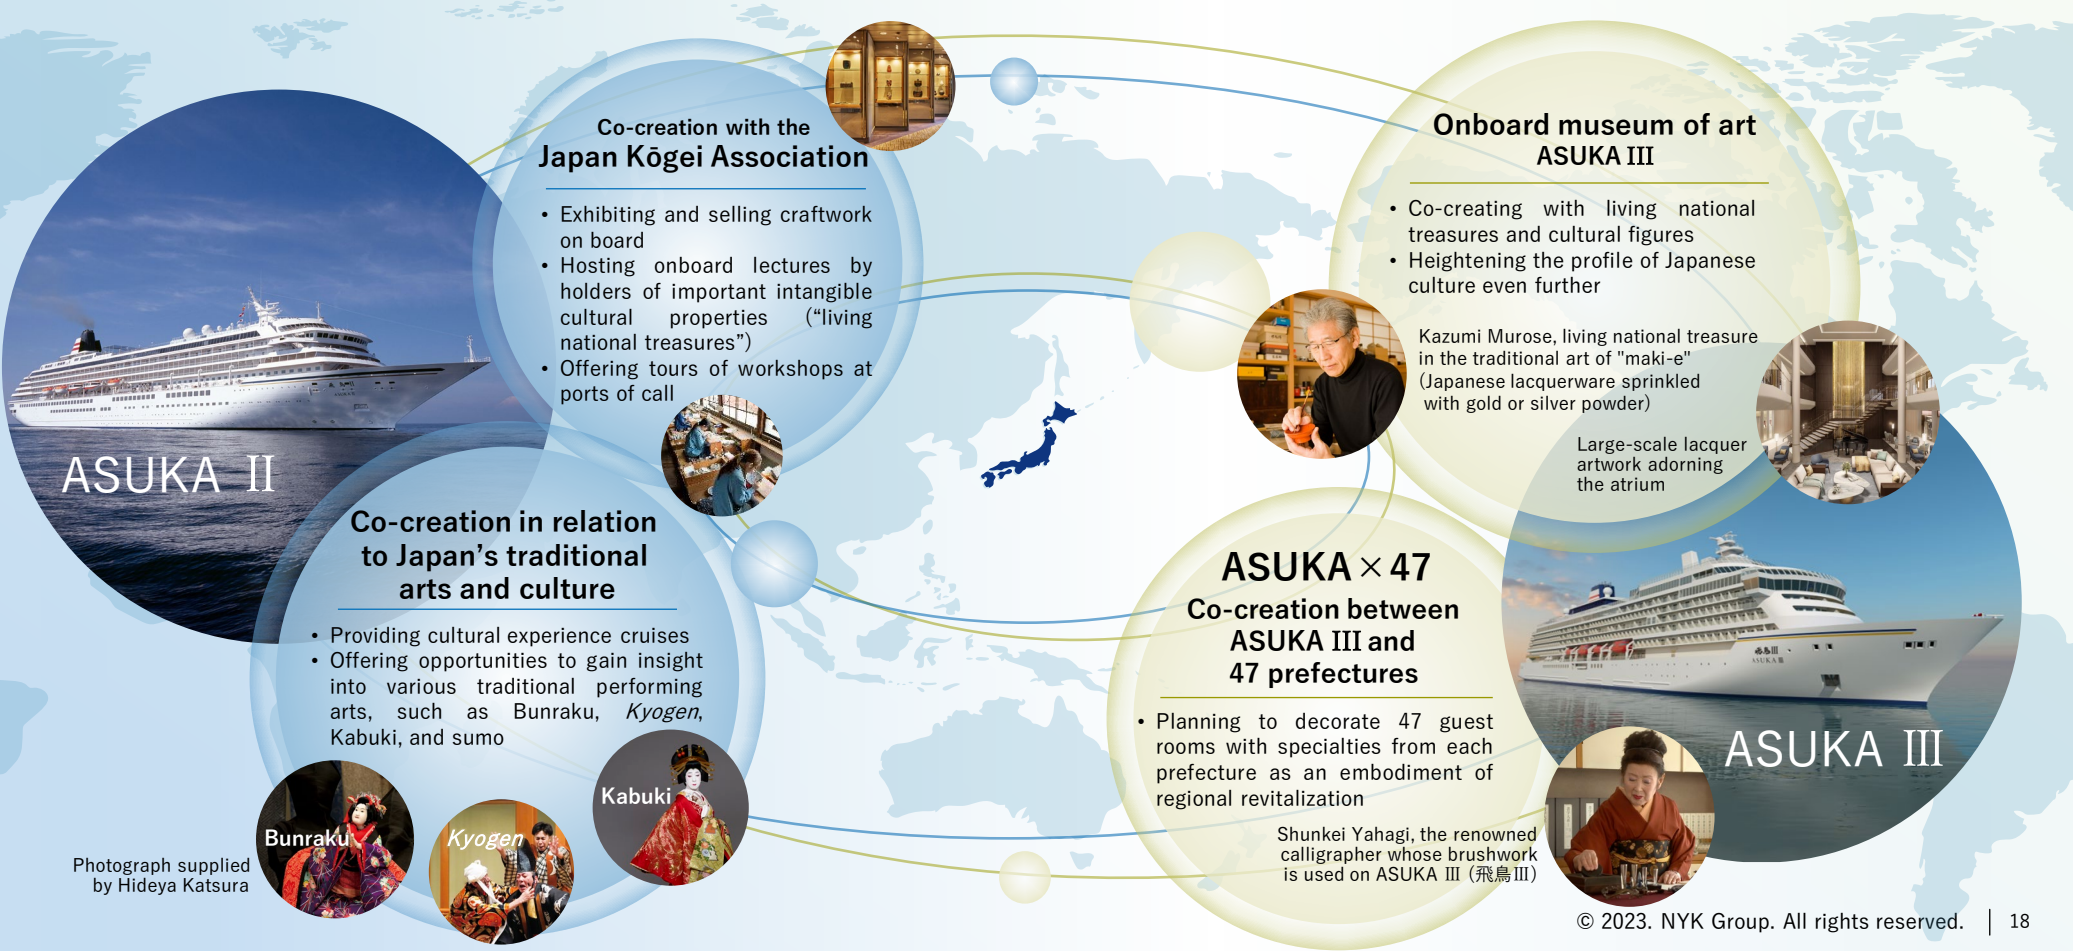 Co-creation with the
Japan Kōgei Association
• Exhibiting and selling craftwork
on board
• Hosting onboard lectures by
holders of important intangible
cultural properties (“living
national treasures”)
• Offering tours of workshops at
ports of call
ASUKA II
Co-creation in relation
to Japan’s traditional
arts and culture
• Providing cultural experience cruises
• Offering opportunities to gain insight
into various traditional performing
arts, such as Bunraku, Kyogen,
Kabuki, and sumo
Bunraku
Kyogen
Kabuki
Photograph supplied
by Hideya Katsura
Onboard museum of art
ASUKA III
• Co-creating with living national
treasures and cultural figures
• Heightening the profile of Japanese
culture even further
Kazumi Murose, living national treasure
in the traditional art of "maki-e"
(Japanese lacquerware sprinkled
with gold or silver powder)
Large-scale lacquer
artwork adorning
the atrium
ASUKA×47
Co-creation between
ASUKA III and
47 prefectures
• Planning to decorate 47 guest
rooms with specialties from each
prefecture as an embodiment of
regional revitalization
Shunkei Yahagi, the renowned
calligrapher whose brushwork
is used on ASUKA III (飛鳥III)
飛鳥III
ASUKA III
ASUKA III
© 2023. NYK Group. All rights reserved. | 18